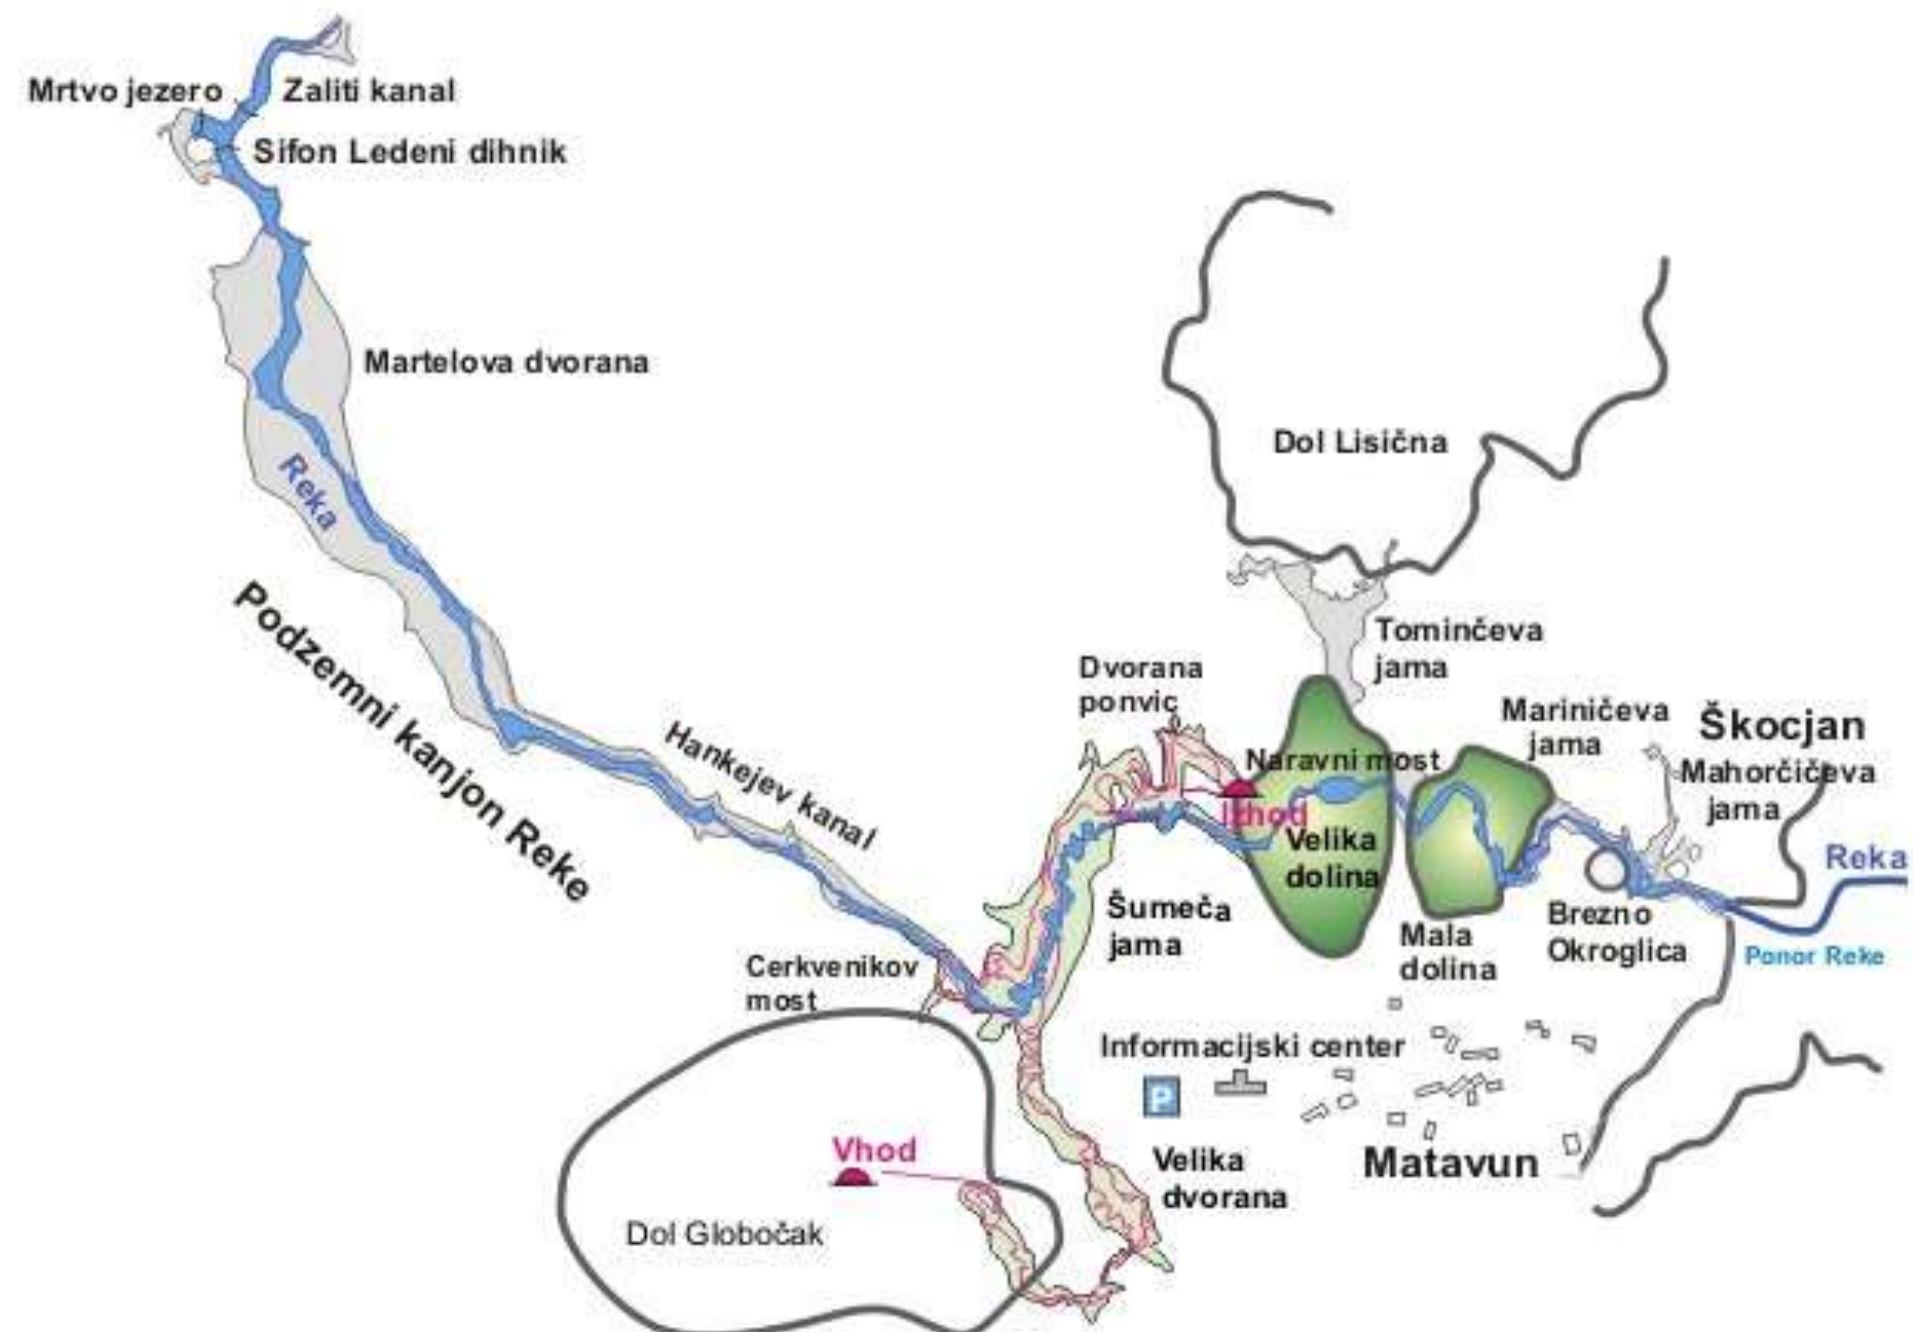 Mrtvo jezero
Zaliti kanal
Sifon Ledeni dihnik
Martelova dvorana
Dol Lisična
Reka
Podzemni kanjon Reke
Hankejev kanal
Tominčeva
jama
Dvorana
ponvic
Mariničeva
jama
Škocjan
Naravni most
Mahorčičeva
jama
Izhod
Velika
dolina
Reka
Šumeča
jama
Mala
dolina
Brezno
Okroglica
Ponor Reke
Cerkvenikov
most
Informacijski center
P
Vhod
Velika
dvorana
Matavun
Dol Globočak